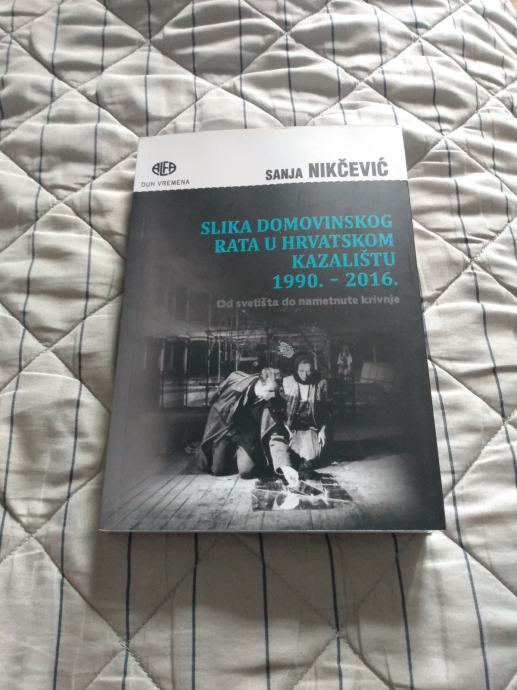 ALFA
DUH VREMENA
SANJA NIKČEVIĆ
SLIKA DOMOVINSKOG
RATA U HRVATSKOM
KAZALIŠTU
1990. - 2016.
Od svetišta do nametnute krivnje